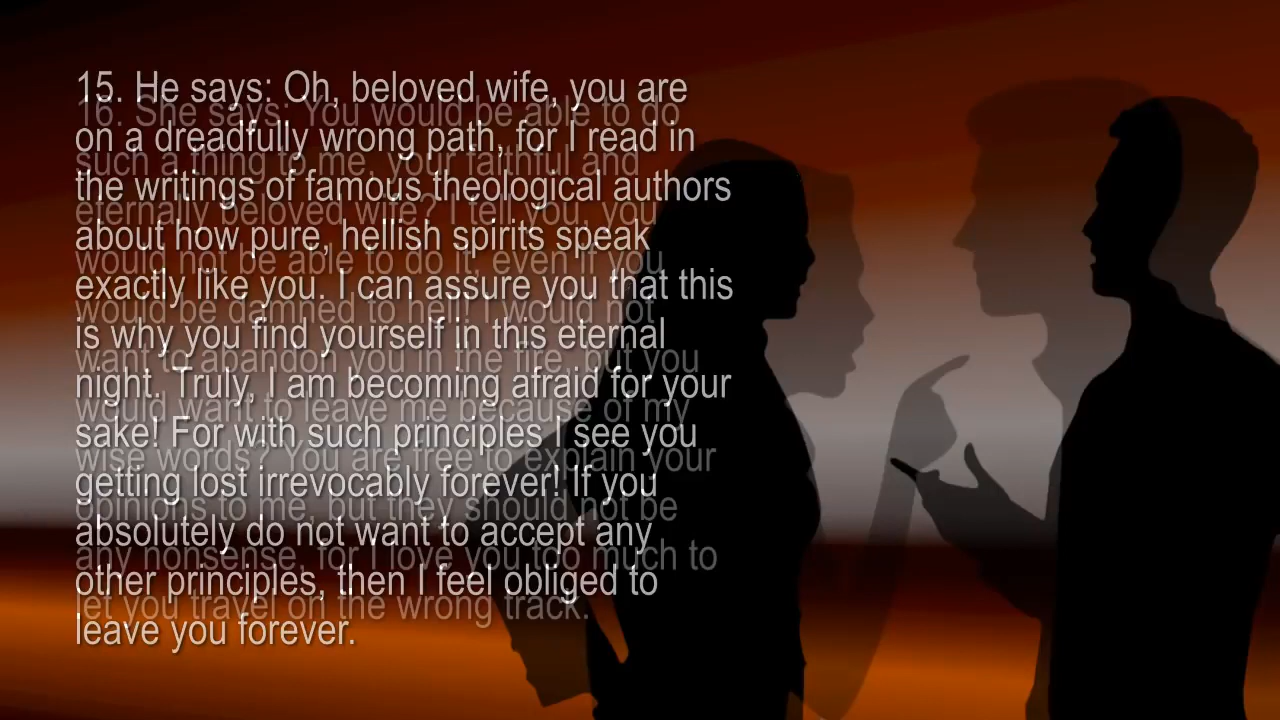 15. He says: Oh, beloved wife, you are
on a dreadfully wrong path, for I read in
the writings of famous theological authors
about how pure, hellish spirits speak
exactly like you. I can assure you that this
is why you find yourself in this eternal
night. Truly, I am becoming afraid for your
sake! For with such principles I see you
getting lost irrevocably forever! If you
absolutely do not want to accept any
other principles, then I feel obliged to
leave you forever.
16. She says: You would be able to do
such a thing to me, your faithful and
eternally beloved wife? I tell you, you
would not be able to do it, even if you
would be damned to hell! I would not
want to abandon you in the fire, but you
would want to leave me because of my
wise words? You are free to explain your
opinions to me, but they should not be
any nonsense, for I love you too much to
let you travel on the wrong track.